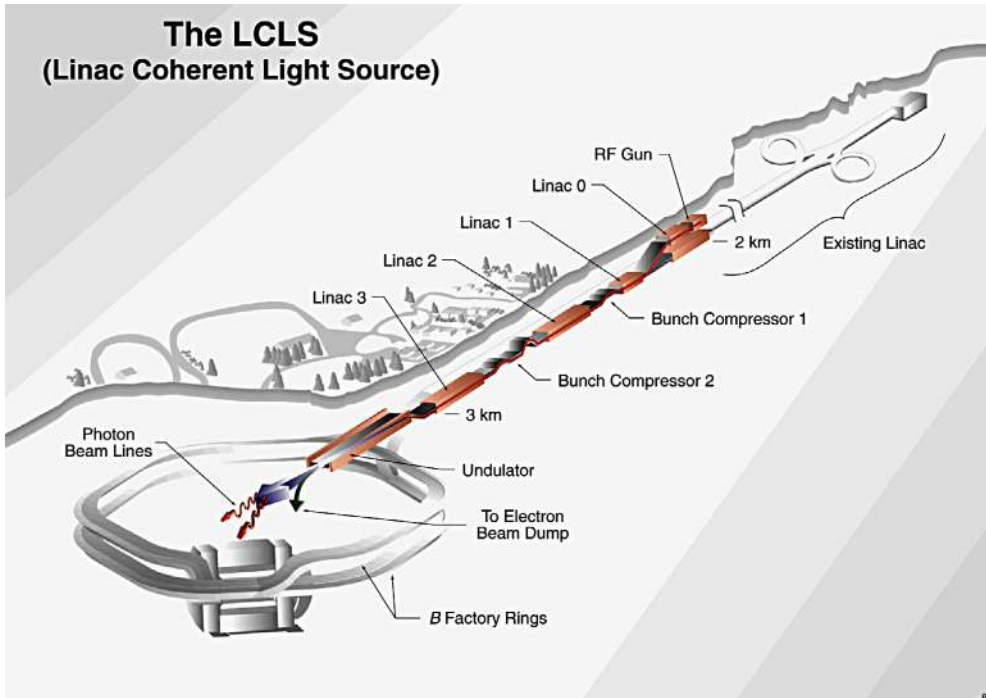 The LCLS
(Linac Coherent Light Source)
RF Gun
Linac 0
Linac 1
Linac 2
Linac 3
2 km
Existing Linac
Bunch Compressor 1
Bunch Compressor 2
3 km
Photon
Beam Lines
Undulator
To Electron
Beam Dump
B Factory Rings